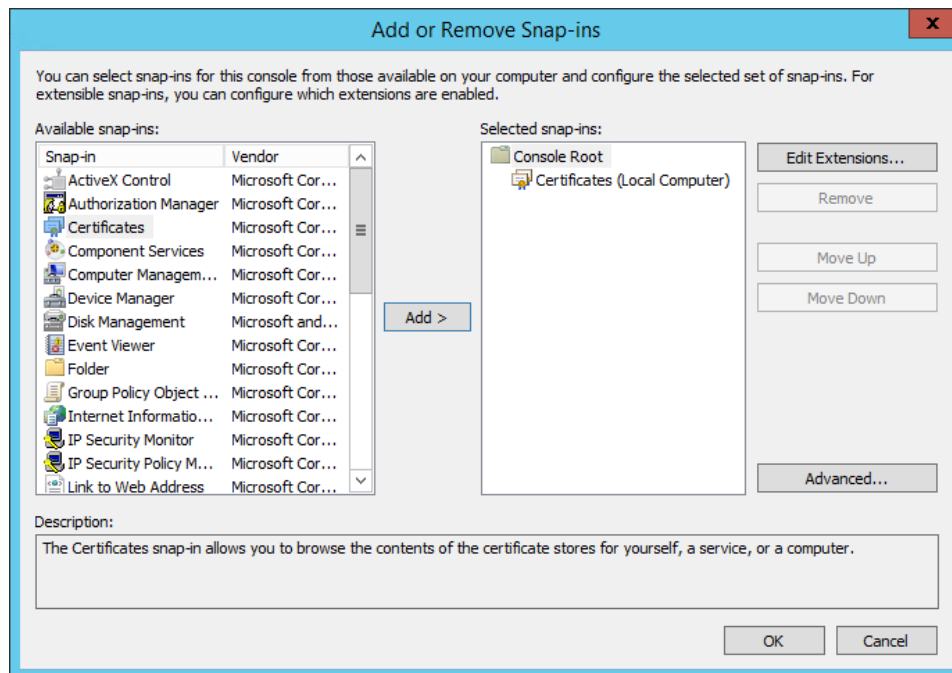 Add or Remove Snap-ins
x
You can select snap-ins for this console from those available on your computer and configure the selected set of snap-ins. For
extensible snap-ins, you can configure which extensions are enabled.
Available snap-ins:
Snap-in Vendor
ActiveX Control Microsoft Cor...
Authorization Manager Microsoft Cor...
Certificates Microsoft Cor...
Component Services Microsoft Cor...
Computer Managem... Microsoft Cor...
Device Manager Microsoft Cor...
Disk Management Microsoft and...
Event Viewer Microsoft Cor...
Folder Microsoft Cor...
Group Policy Object ... Microsoft Cor...
Internet Informatio... Microsoft Cor...
IP Security Monitor Microsoft Cor...
IP Security Policy M... Microsoft Cor...
Link to Web Address Microsoft Cor...
Add >
Selected snap-ins:
Console Root
Certificates (Local Computer)
Edit Extensions...
Remove
Move Up
Move Down
Advanced...
Description:
The Certificates snap-in allows you to browse the contents of the certificate stores for yourself, a service, or a computer.
OK
Cancel